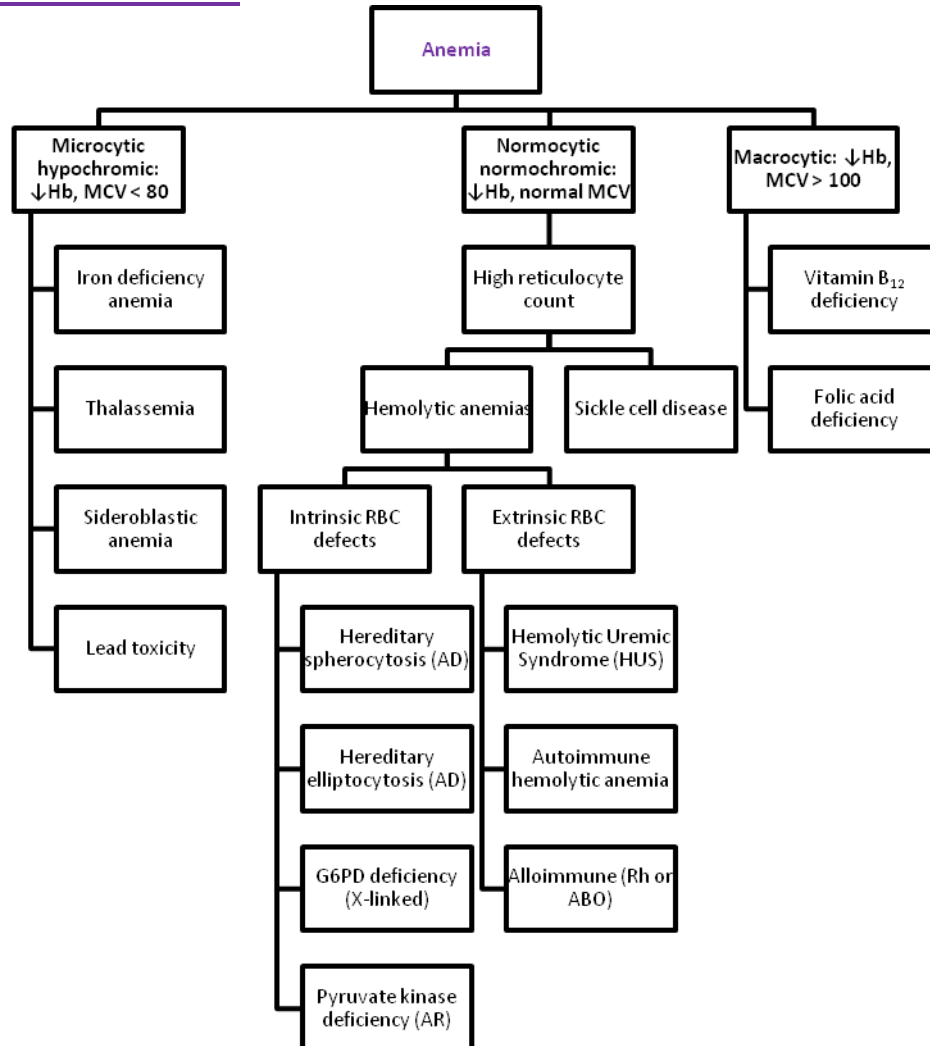 Anemia
Microcytic
hypochromic:
↓Hb, MCV < 80
Normocytic
normochromic:
↓Hb, normal MCV
Macrocytic: ↓Hb,
MCV > 100
Iron deficiency
anemia
Thalassemia
Sideroblastic
anemia
Lead toxicity
High reticulocyte
count
Hemolytic anemias
Sickle cell disease
Intrinsic RBC
defects
Extrinsic RBC
defects
Hereditary
spherocytosis (AD)
Hereditary
elliptocytosis (AD)
G6PD deficiency
(X-linked)
Pyruvate kinase
deficiency (AR)
Hemolytic Uremic
Syndrome (HUS)
Autoimmune
hemolytic anemia
Alloimmune (Rh or
ABO)
Vitamin B₁₂
deficiency
Folic acid
deficiency